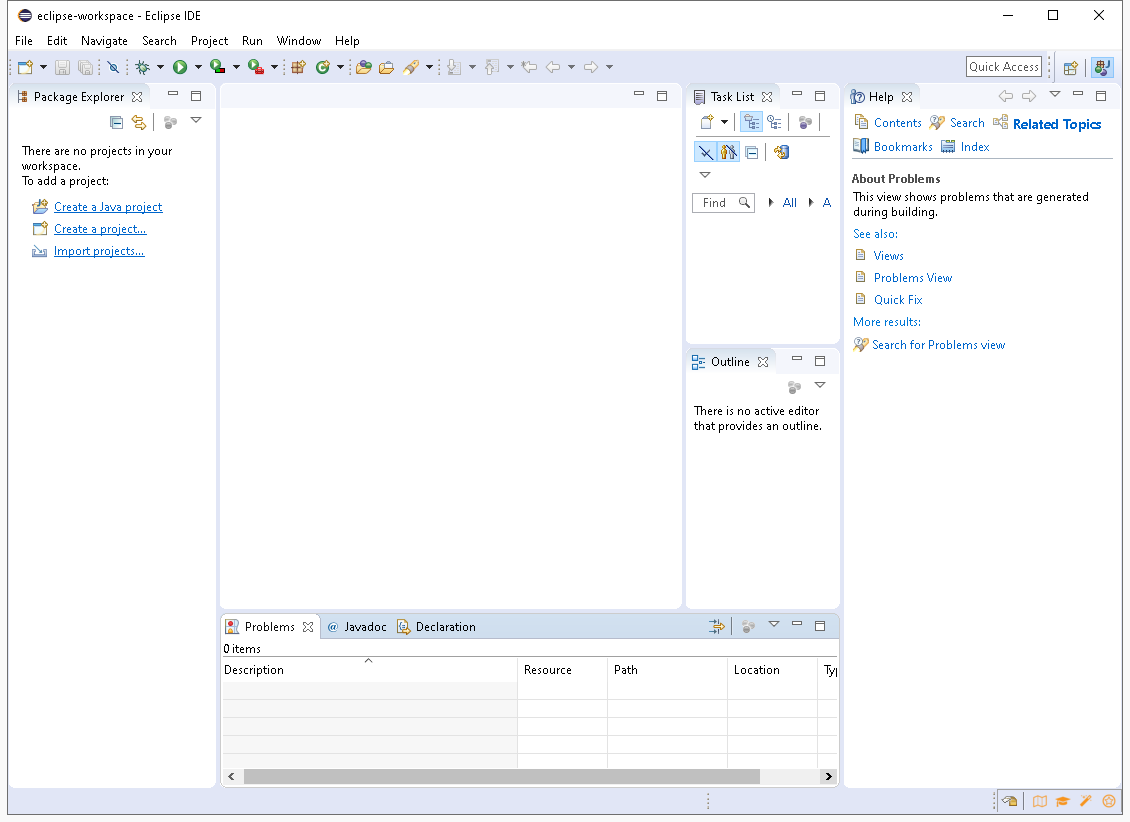 eclipse-workspace - Eclipse IDE
File Edit Navigate Search Project Run Window Help
Quick Access
Package Explorer
There are no projects in your
workspace.
To add a project:
Create a Java project
Create a project...
Import projects...
Task List
Find All A
Outline
There is no active editor
that provides an outline.
Help
Contents Search Related Topics
Bookmarks Index
About Problems
This view shows problems that are generated
during building.
See also:
Views
Problems View
Quick Fix
More results:
Search for Problems view
Problems @ Javadoc Declaration
0 items
Description Resource Path Location Ty